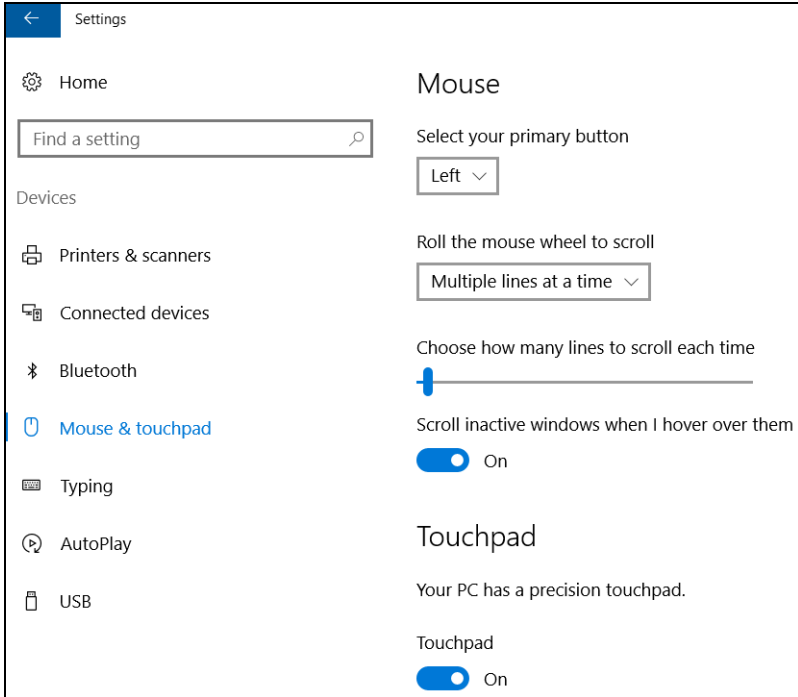 Settings
Home
Find a setting
Devices
Printers & scanners
Connected devices
Bluetooth
Mouse & touchpad
Typing
AutoPlay
USB
Mouse
Select your primary button
Left
Roll the mouse wheel to scroll
Multiple lines at a time
Choose how many lines to scroll each time
Scroll inactive windows when I hover over them
On
Touchpad
Your PC has a precision touchpad.
Touchpad
On